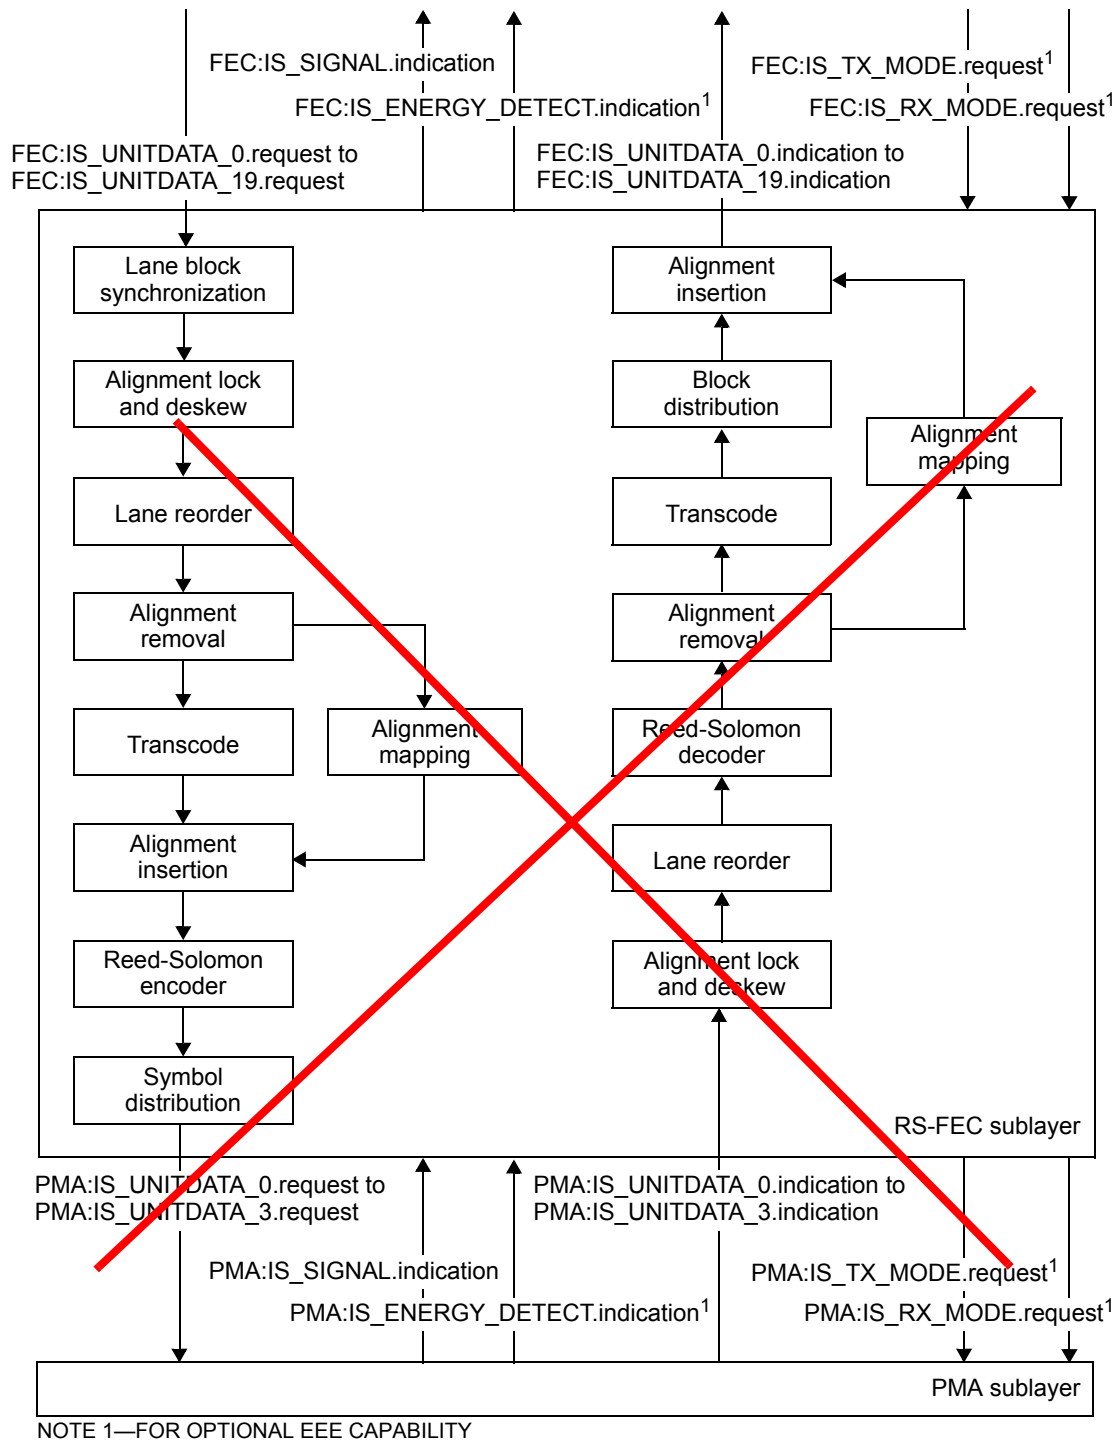 FEC:IS_SIGNAL.indication
FEC:IS_TX_MODE.request1
FEC:IS_ENERGY_DETECT.indication1
FEC:IS_RX_MODE.request1
FEC:IS_UNITDATA_0.request to
FEC:IS_UNITDATA_19.request
FEC:IS_UNITDATA_0.indication to
FEC:IS_UNITDATA_19.indication
Lane block
synchronization
Alignment lock
and deskew
Lane reorder
Alignment
removal
Transcode
Alignment
mapping
Alignment
insertion
Reed-Solomon
encoder
Symbol
distribution
Alignment
insertion
Block
distribution
Alignment
mapping
Transcode
Alignment
removal
Reed-Solomon
decoder
Lane reorder
Alignment lock
and deskew
RS-FEC sublayer
PMA:IS_UNITDATA_0.request to
PMA:IS_UNITDATA_3.request
PMA:IS_UNITDATA_0.indication to
PMA:IS_UNITDATA_3.indication
PMA:IS_SIGNAL.indication
PMA:IS_TX_MODE.request1
PMA:IS_ENERGY_DETECT.indication1
PMA:IS_RX_MODE.request1
PMA sublayer
NOTE 1—FOR OPTIONAL EEE CAPABILITY